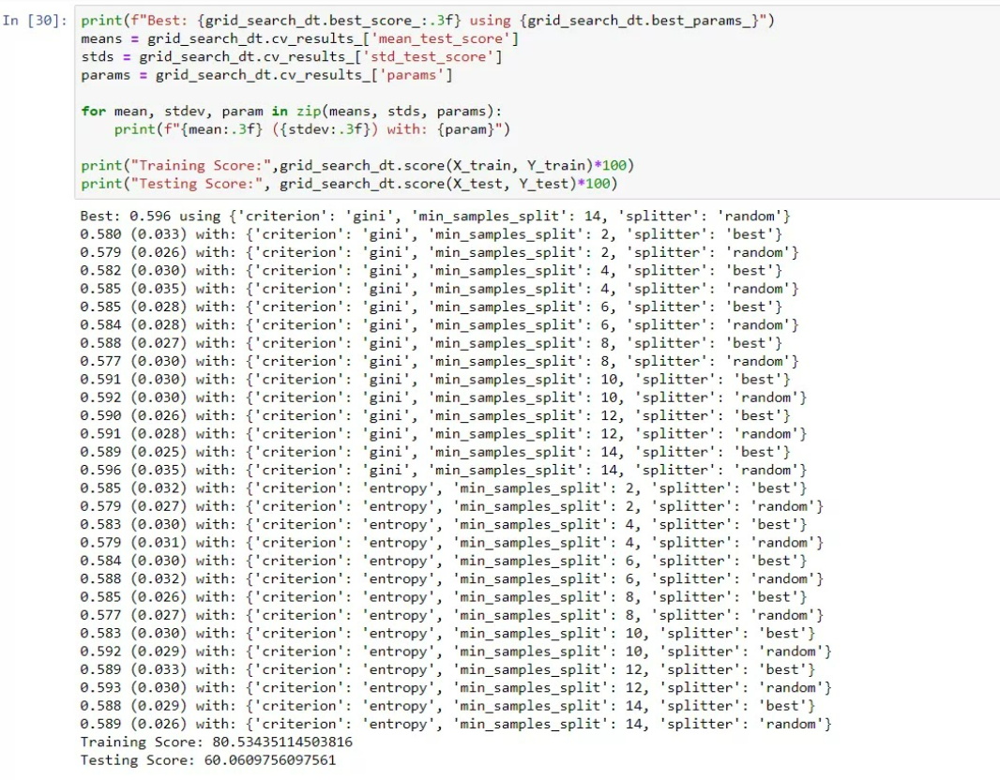 In [30]: print(f"Best: {grid_search_dt.best_score_:.3f} using {grid_search_dt.best_params_}")
means = grid_search_dt.cv_results_['mean_test_score']
stds = grid_search_dt.cv_results_['std_test_score']
params = grid_search_dt.cv_results_['params']

for mean, stdev, param in zip(means, stds, params):
    print(f"{mean:.3f} ({stdev:.3f}) with: {param}")

print("Training Score:",grid_search_dt.score(X_train, Y_train)*100)
print("Testing Score:", grid_search_dt.score(X_test, Y_test)*100)
Best: 0.596 using {'criterion': 'gini', 'min_samples_split': 14, 'splitter': 'random'}
0.580 (0.033) with: {'criterion': 'gini', 'min_samples_split': 2, 'splitter': 'best'}
0.579 (0.026) with: {'criterion': 'gini', 'min_samples_split': 2, 'splitter': 'random'}
0.582 (0.030) with: {'criterion': 'gini', 'min_samples_split': 4, 'splitter': 'best'}
0.585 (0.035) with: {'criterion': 'gini', 'min_samples_split': 4, 'splitter': 'random'}
0.585 (0.028) with: {'criterion': 'gini', 'min_samples_split': 6, 'splitter': 'best'}
0.584 (0.028) with: {'criterion': 'gini', 'min_samples_split': 6, 'splitter': 'random'}
0.588 (0.027) with: {'criterion': 'gini', 'min_samples_split': 8, 'splitter': 'best'}
0.577 (0.030) with: {'criterion': 'gini', 'min_samples_split': 8, 'splitter': 'random'}
0.591 (0.030) with: {'criterion': 'gini', 'min_samples_split': 10, 'splitter': 'best'}
0.592 (0.030) with: {'criterion': 'gini', 'min_samples_split': 10, 'splitter': 'random'}
0.590 (0.026) with: {'criterion': 'gini', 'min_samples_split': 12, 'splitter': 'best'}
0.591 (0.028) with: {'criterion': 'gini', 'min_samples_split': 12, 'splitter': 'random'}
0.589 (0.025) with: {'criterion': 'gini', 'min_samples_split': 14, 'splitter': 'best'}
0.596 (0.035) with: {'criterion': 'gini', 'min_samples_split': 14, 'splitter': 'random'}
0.585 (0.032) with: {'criterion': 'entropy', 'min_samples_split': 2, 'splitter': 'best'}
0.579 (0.027) with: {'criterion': 'entropy', 'min_samples_split': 2, 'splitter': 'random'}
0.583 (0.030) with: {'criterion': 'entropy', 'min_samples_split': 4, 'splitter': 'best'}
0.579 (0.031) with: {'criterion': 'entropy', 'min_samples_split': 4, 'splitter': 'random'}
0.584 (0.030) with: {'criterion': 'entropy', 'min_samples_split': 6, 'splitter': 'best'}
0.588 (0.032) with: {'criterion': 'entropy', 'min_samples_split': 6, 'splitter': 'random'}
0.585 (0.026) with: {'criterion': 'entropy', 'min_samples_split': 8, 'splitter': 'best'}
0.577 (0.027) with: {'criterion': 'entropy', 'min_samples_split': 8, 'splitter': 'random'}
0.583 (0.030) with: {'criterion': 'entropy', 'min_samples_split': 10, 'splitter': 'best'}
0.592 (0.029) with: {'criterion': 'entropy', 'min_samples_split': 10, 'splitter': 'random'}
0.589 (0.033) with: {'criterion': 'entropy', 'min_samples_split': 12, 'splitter': 'best'}
0.593 (0.030) with: {'criterion': 'entropy', 'min_samples_split': 12, 'splitter': 'random'}
0.588 (0.029) with: {'criterion': 'entropy', 'min_samples_split': 14, 'splitter': 'best'}
0.589 (0.026) with: {'criterion': 'entropy', 'min_samples_split': 14, 'splitter': 'random'}
Training Score: 80.53435114503816
Testing Score: 60.0609756097561